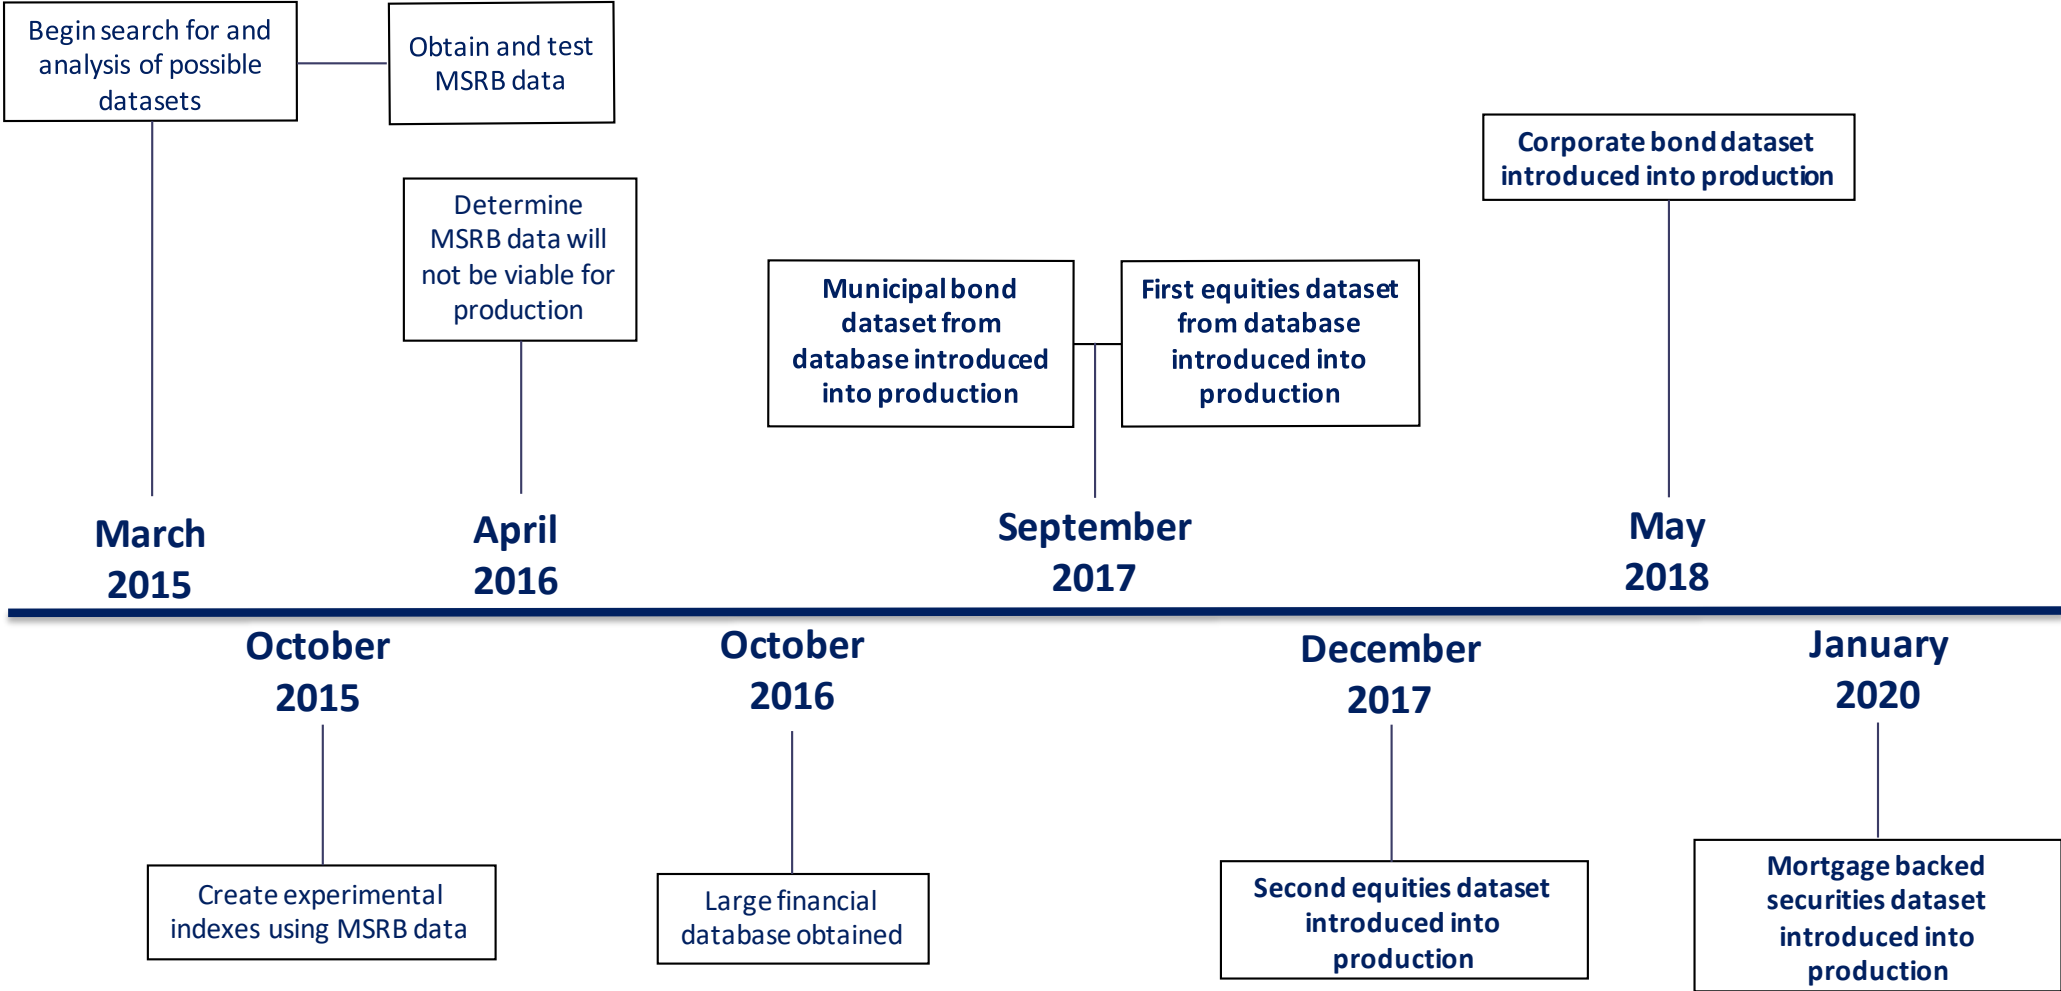 Begin search for and
analysis of possible
datasets
Obtain and test
MSRB data
Determine
MSRB data will
not be viable for
production
Municipal bond
dataset from
database introduced
into production
First equities dataset
from database
introduced into
production
Corporate bond dataset
introduced into production
March
2015
April
2016
September
2017
May
2018
October
2015
October
2016
December
2017
January
2020
Create experimental
indexes using MSRB data
Large financial
database obtained
Second equities dataset
introduced into
production
Mortgage backed
securities dataset
introduced into
production